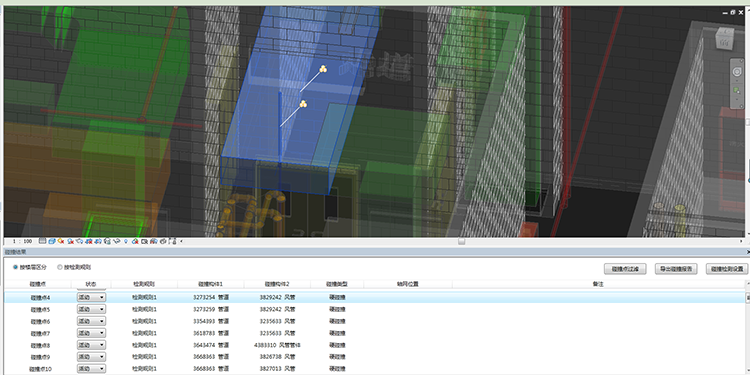 1 : 100
碰撞结果
按楼层区分 按检测规则 碰撞点过滤 导出碰撞报告 碰撞检测设置
碰撞点 状态 检测规则 碰撞构件1 碰撞构件2 碰撞类型 轴网位置 备注
碰撞点4 活动 检测规则1 3273254 管道 3829242 风管 硬碰撞
碰撞点5 活动 检测规则1 3273259 管道 3829242 风管 硬碰撞
碰撞点6 活动 检测规则1 3354393 管道 3235633 风管 硬碰撞
碰撞点7 活动 检测规则1 3618783 管道 3235633 风管 硬碰撞
碰撞点8 活动 检测规则1 3643474 管道 4383310 风管管件 硬碰撞
碰撞点9 活动 检测规则1 3668363 管道 3826738 风管 硬碰撞
碰撞点10 活动 检测规则1 3668363 管道 3827013 风管 硬碰撞